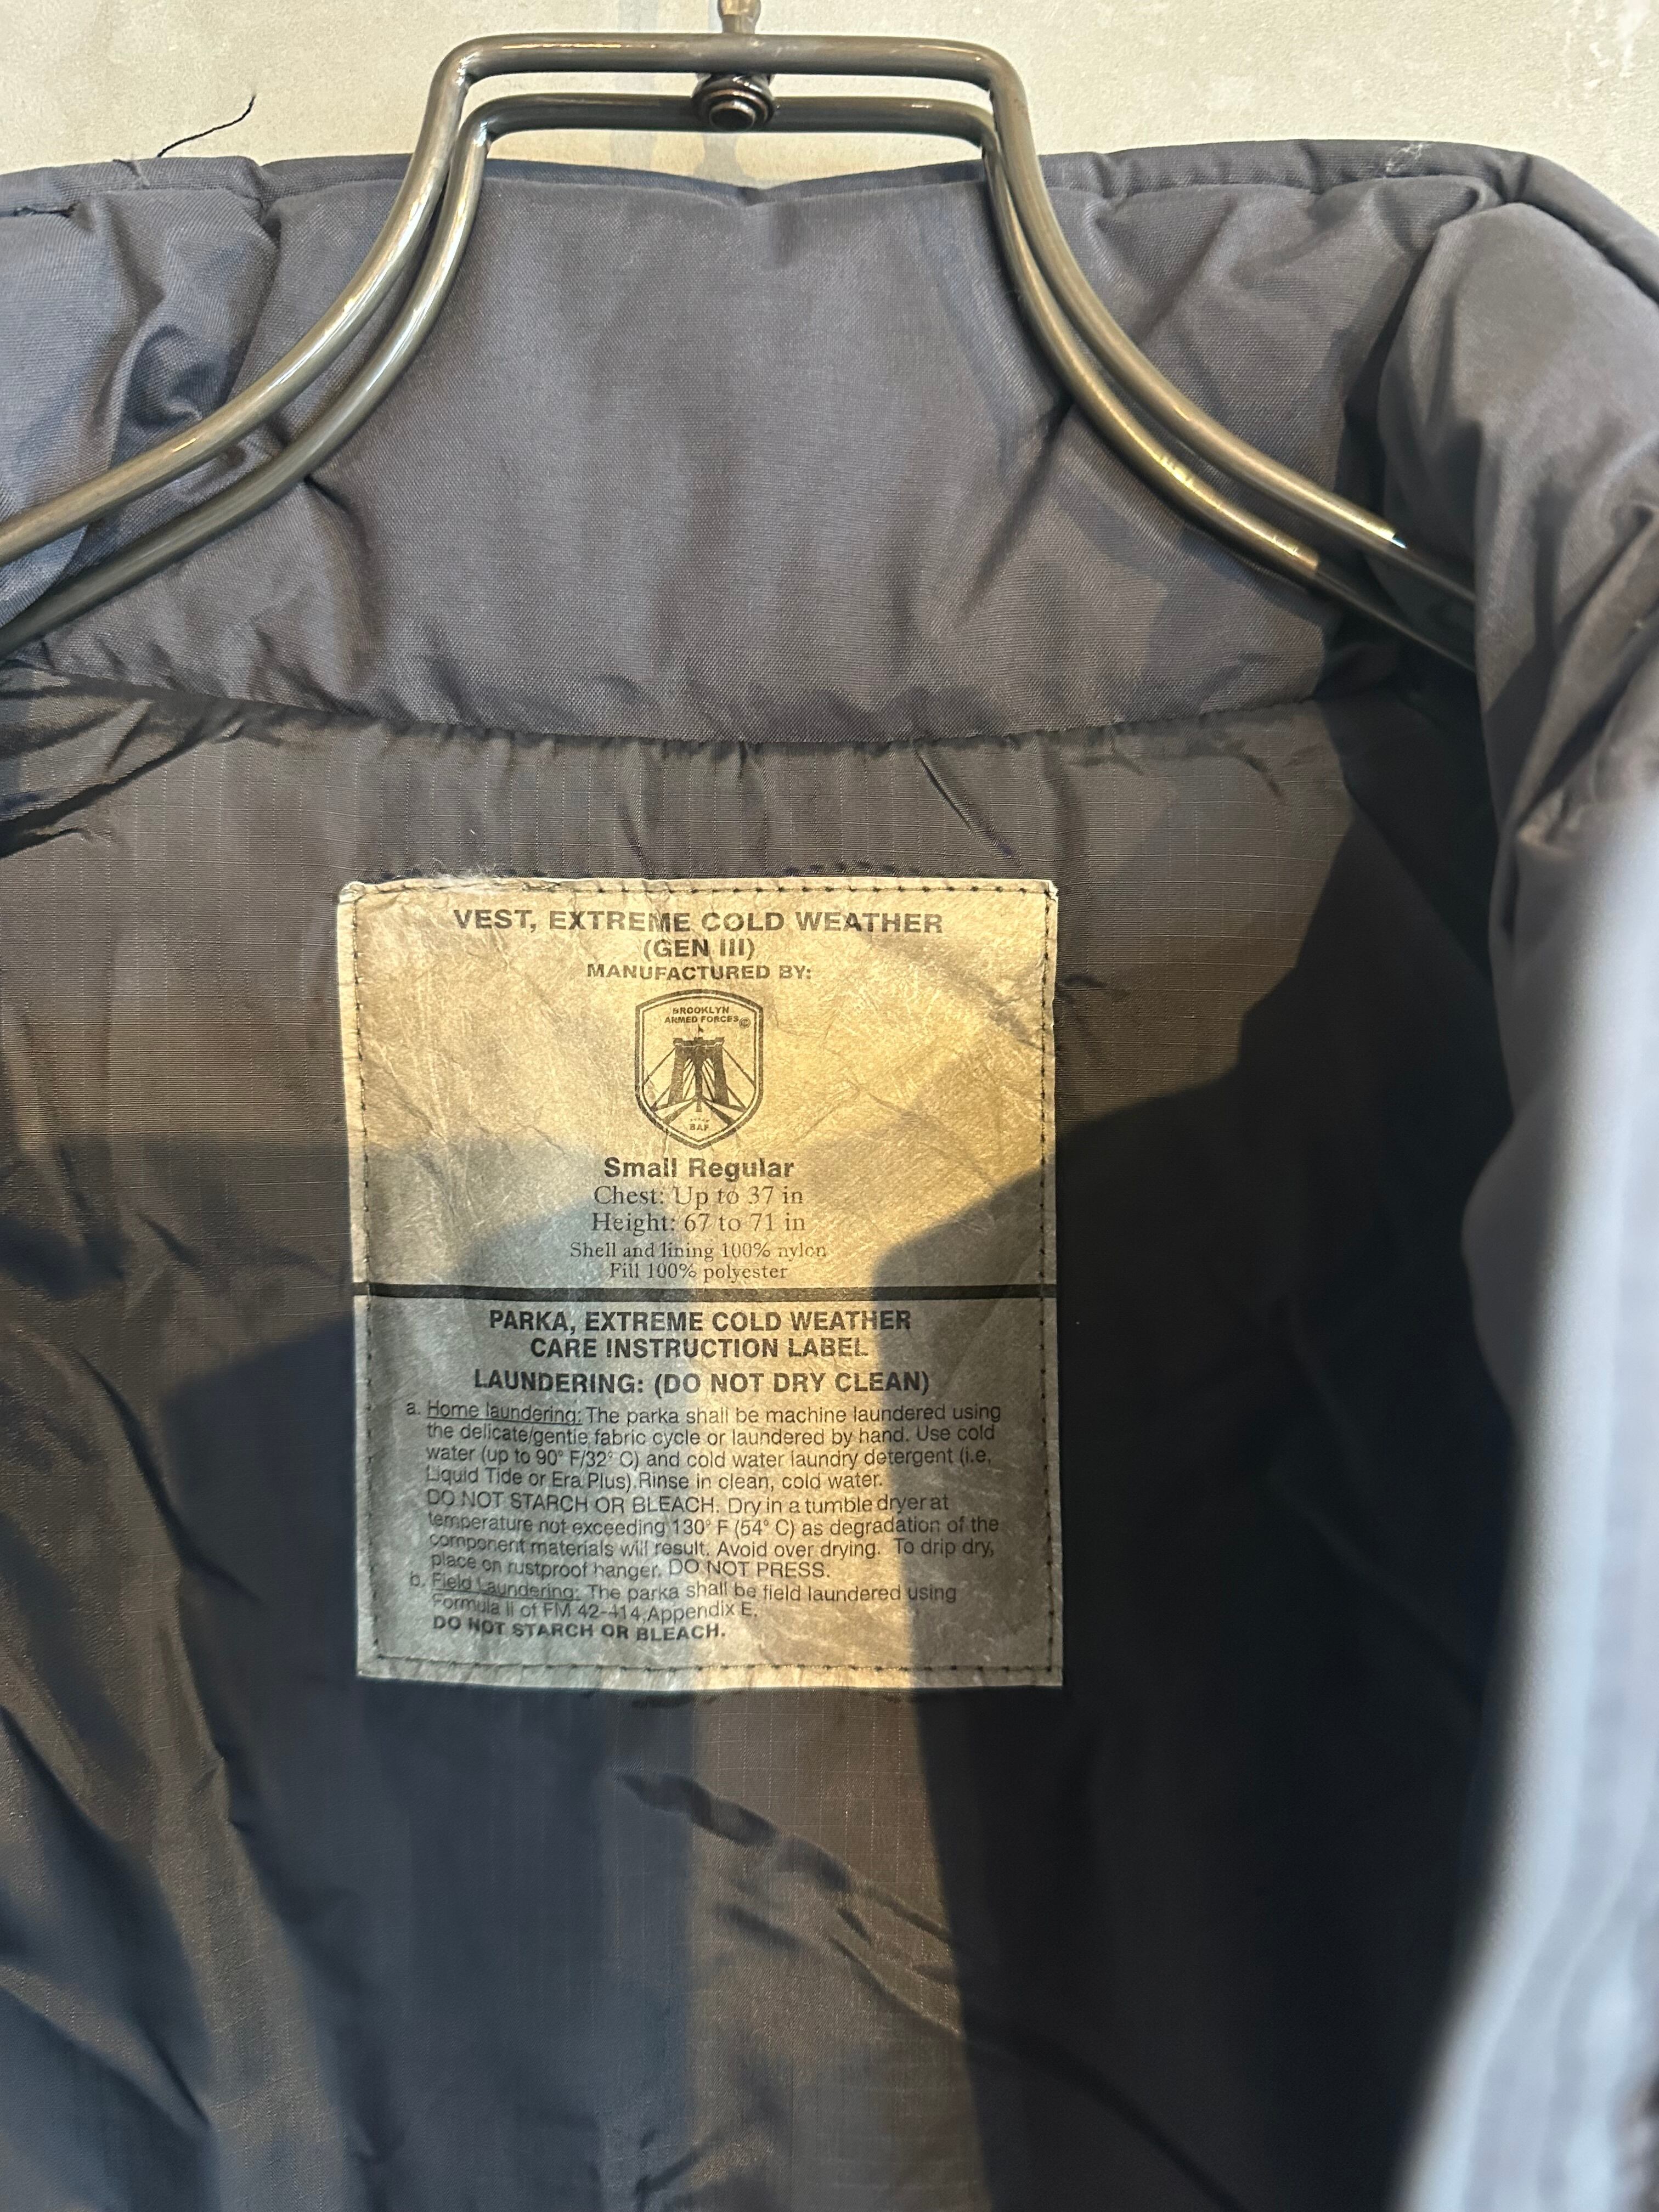 VEST, EXTREME COLD WEATHER
(GEN III)
MANUFACTURED BY:
BROOKLYN
ARMED FORCES©
BAF
Small Regular
Chest: Up to 37 in
Height: 67 to 71 in
Shell and lining 100% nylon
Fill 100% polyester
PARKA, EXTREME COLD WEATHER
CARE INSTRUCTION LABEL
LAUNDERING: (DO NOT DRY CLEAN)
a. Home laundering: The parka shall be machine laundered using
the delicate/gentle fabric cycle or laundered by hand. Use cold
water (up to 90° F/32° C) and cold water laundry detergent (i.e,
Liquid Tide or Era Plus).Rinse in clean, cold water.
DO NOT STARCH OR BLEACH. Dry in a tumble dryer at
temperature not exceeding 130° F (54° C) as degradation of the
component materials will result. Avoid over drying. To drip dry,
place on rustproof hanger. DO NOT PRESS.
b. Field Laundering: The parka shall be field laundered using
Formula II of FM 42-414,Appendix E.
DO NOT STARCH OR BLEACH.